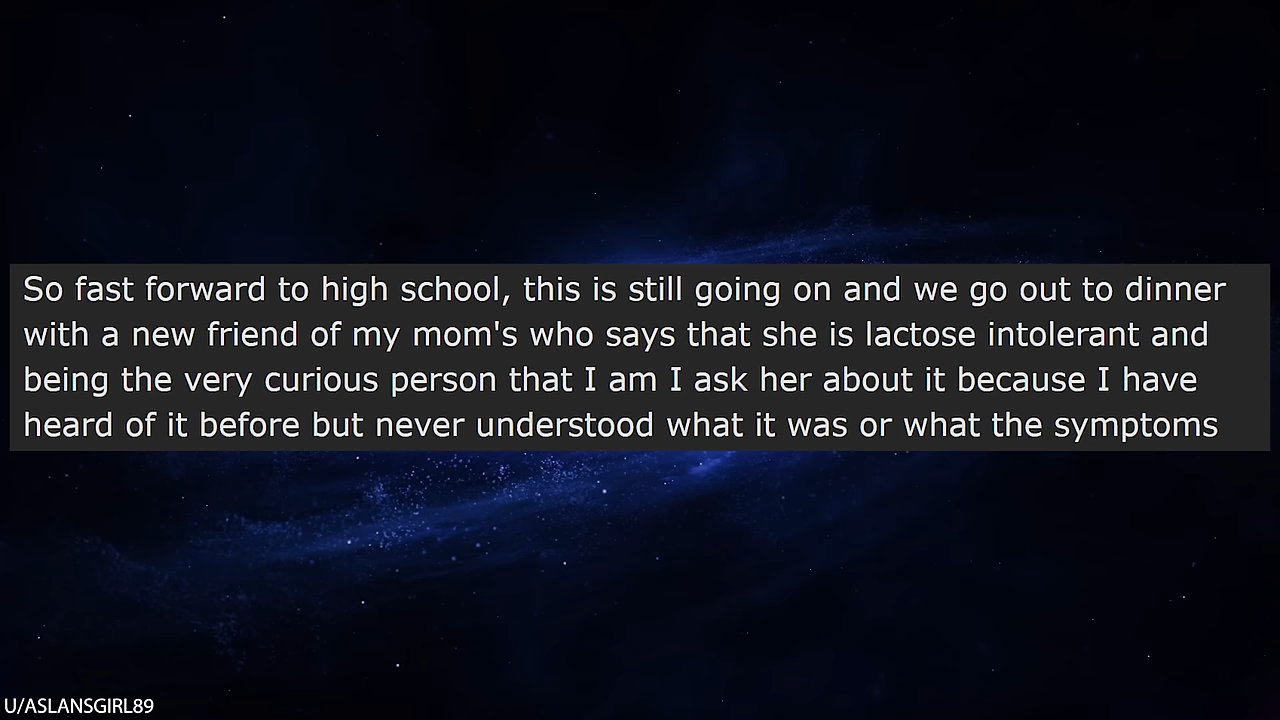 So fast forward to high school, this is still going on and we go out to dinner
with a new friend of my mom's who says that she is lactose intolerant and
being the very curious person that I am I ask her about it because I have
heard of it before but never understood what it was or what the symptoms
U/ASLANSGIRL89